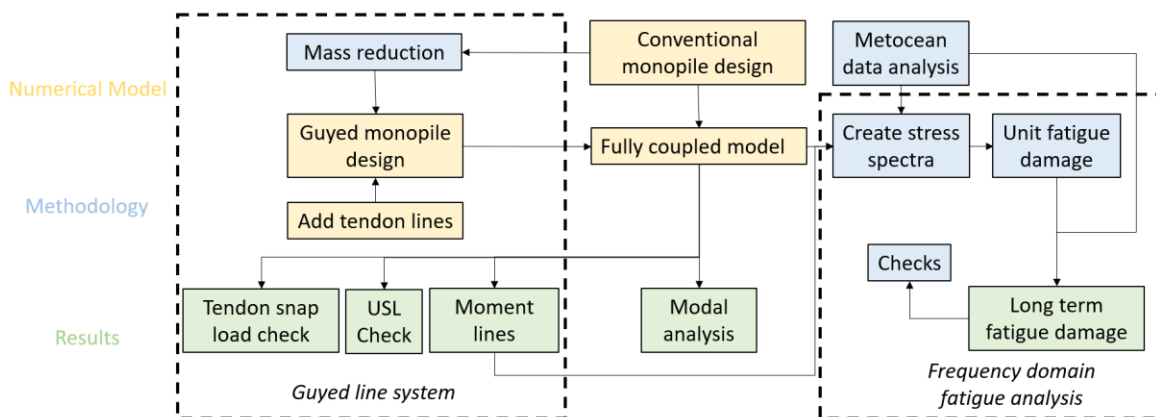 Mass reduction
Conventional
monopile design
Metocean
data analysis
Numerical Model
Guyed monopile
design
Fully coupled model
Create stress
spectra
Unit fatigue
damage
Methodology
Add tendon lines
Checks
Tendon snap
load check
USL
Check
Moment
lines
Modal
analysis
Long term
fatigue damage
Results
Guyed line system
Frequency domain
fatigue analysis